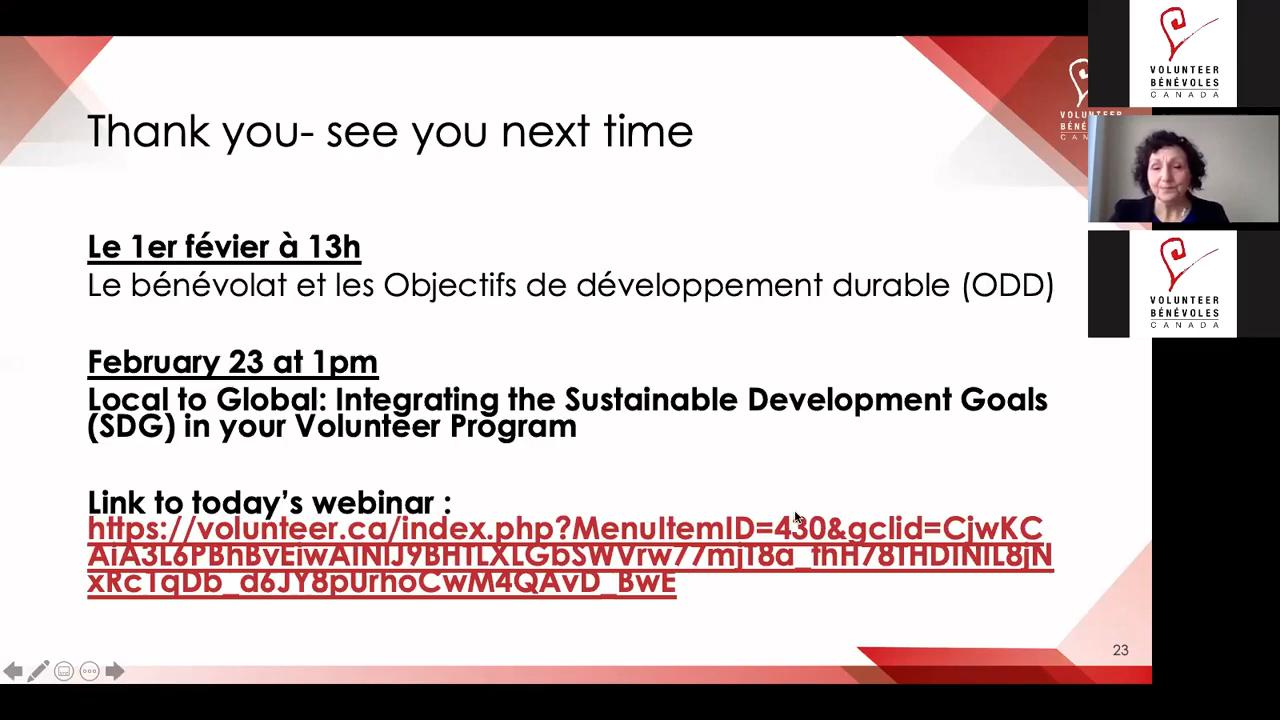 Thank you- see you next time
Le 1er févier à 13h
Le bénévolat et les Objectifs de développement durable (ODD)
February 23 at 1pm
Local to Global: Integrating the Sustainable Development Goals
(SDG) in your Volunteer Program
Link to today’s webinar :
https://volunteer.ca/index.php?MenuItemID=430&gclid=CjwKC
23
VOLUNTEER
BÉNÉVOLES
CANADA
VOLUNTEER
BÉNÉVOLES
CANADA